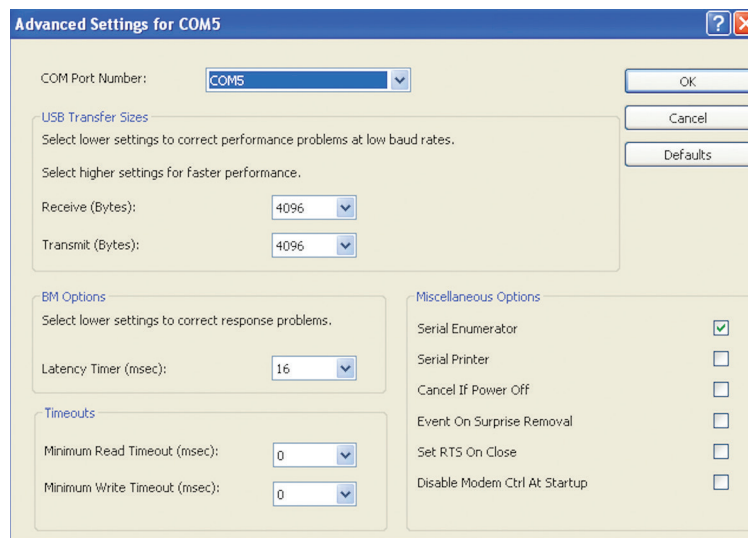 Advanced Settings for COM5
COM Port Number:
COM5
OK
Cancel
Defaults
USB Transfer Sizes
Select lower settings to correct performance problems at low baud rates.
Select higher settings for faster performance.
Receive (Bytes):
4096
Transmit (Bytes):
4096
BM Options
Select lower settings to correct response problems.
Latency Timer (msec):
16
Timeouts
Minimum Read Timeout (msec):
0
Minimum Write Timeout (msec):
0
Miscellaneous Options
Serial Enumerator
Serial Printer
Cancel If Power Off
Event On Surprise Removal
Set RTS On Close
Disable Modem Ctrl At Startup